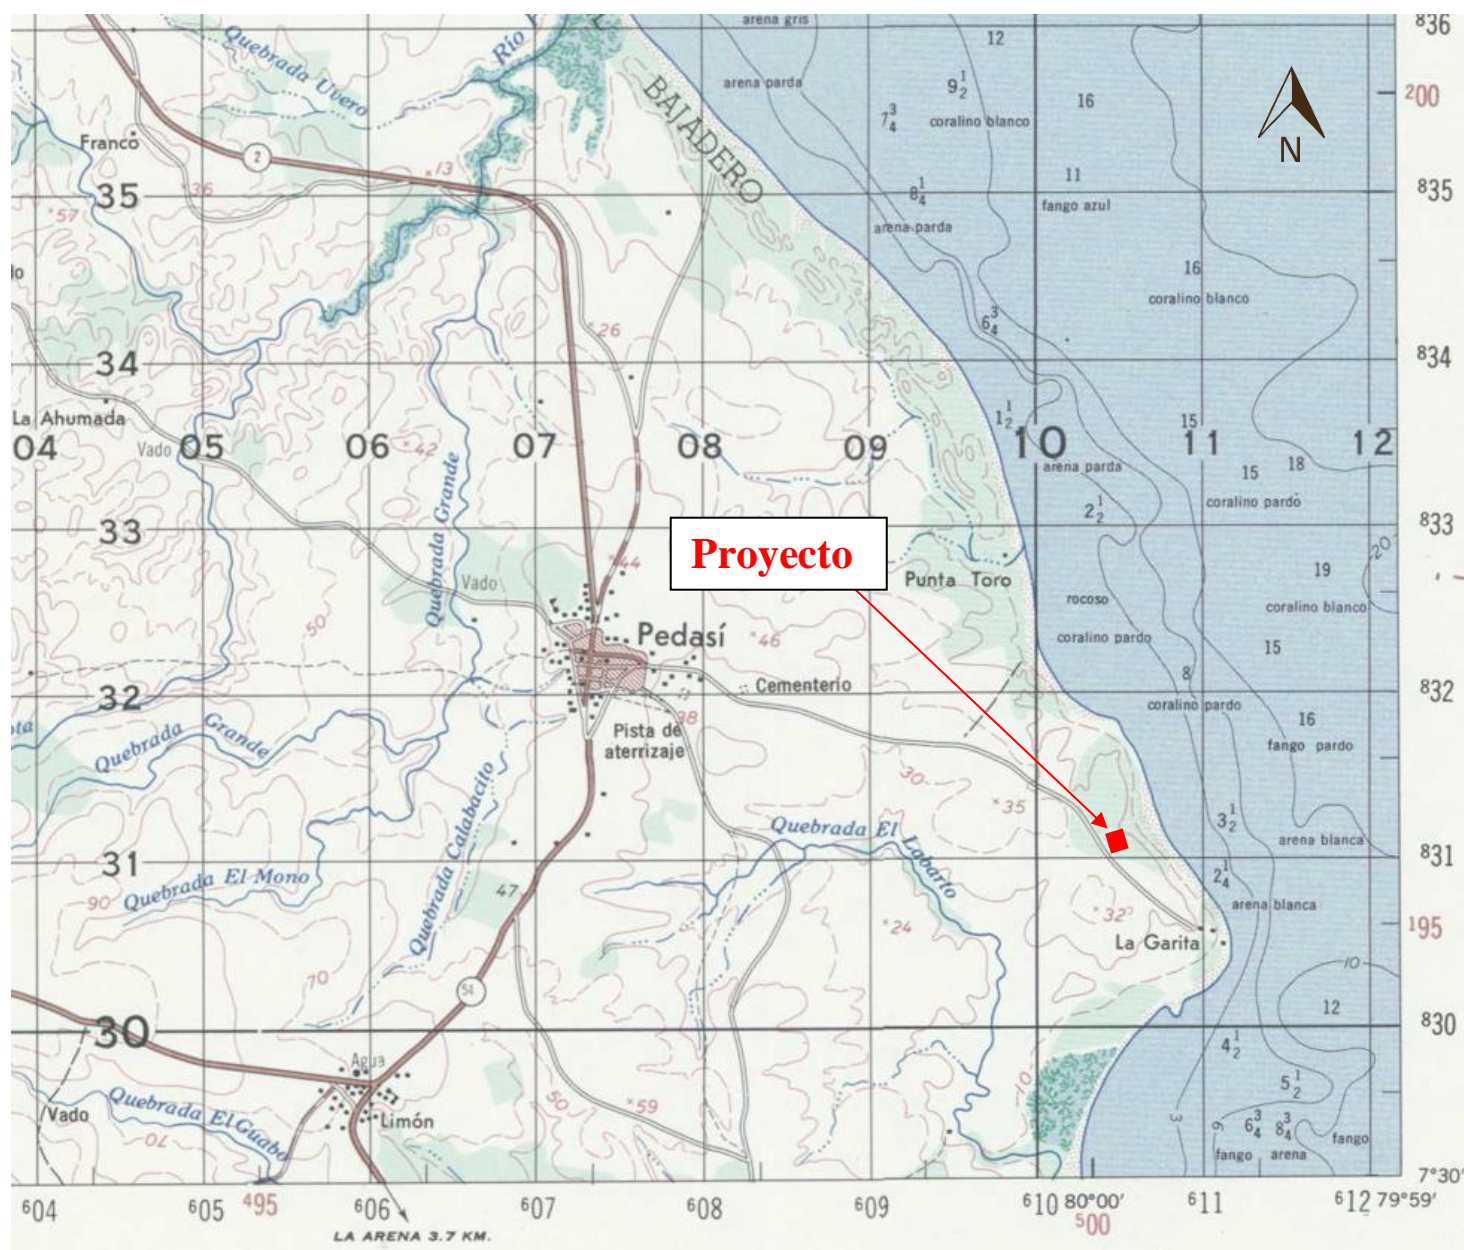 arena gris
⁸36
12
Río
Quebrada Uvero
BAJADERO
arena parda
9½
16
²00
7¾
coralino blanco
N
Franco
2
13
11
⁸35
35
36
8¼
fango azul
57
arena parda
16
coralino blanco
26
6¾
34
⁸34
La Ahumada
1½
15
Vado
04
05
06
42
07
08
09
10
11
12
arena parda
15
18
coralino pardo
Quebrada Grande
2½
33
⁸33
Proyecto
20
44
Vado
Punta Toro
19
rocoso
coralino blanco
50
Pedasí
46
coralino pardo
15
8
Cementerio
32
⁸32
coralino pardo
16
Quebrada Grande
38
Pista de
aterrizaje
fango pardo
30
35
Quebrada Calabacito
Quebrada El Labarto
3½
arena blanca
31
⁸31
Quebrada El Mono
47
2¼
90
arena blanca
32
24
La Garita
¹95
70
10
54
12
30
⁸30
4½
Agua
5½
10
Vado
Quebrada El Guabo
Limón
50
59
3
6
6¾
8¾
70
fango
arena
fango
7°30'
⁶04
⁶05
⁴95
⁶06
⁶07
⁶08
⁶09
⁶10
80°00'
⁵00
⁶11
⁶12
79°59'
LA ARENA 3.7 KM.